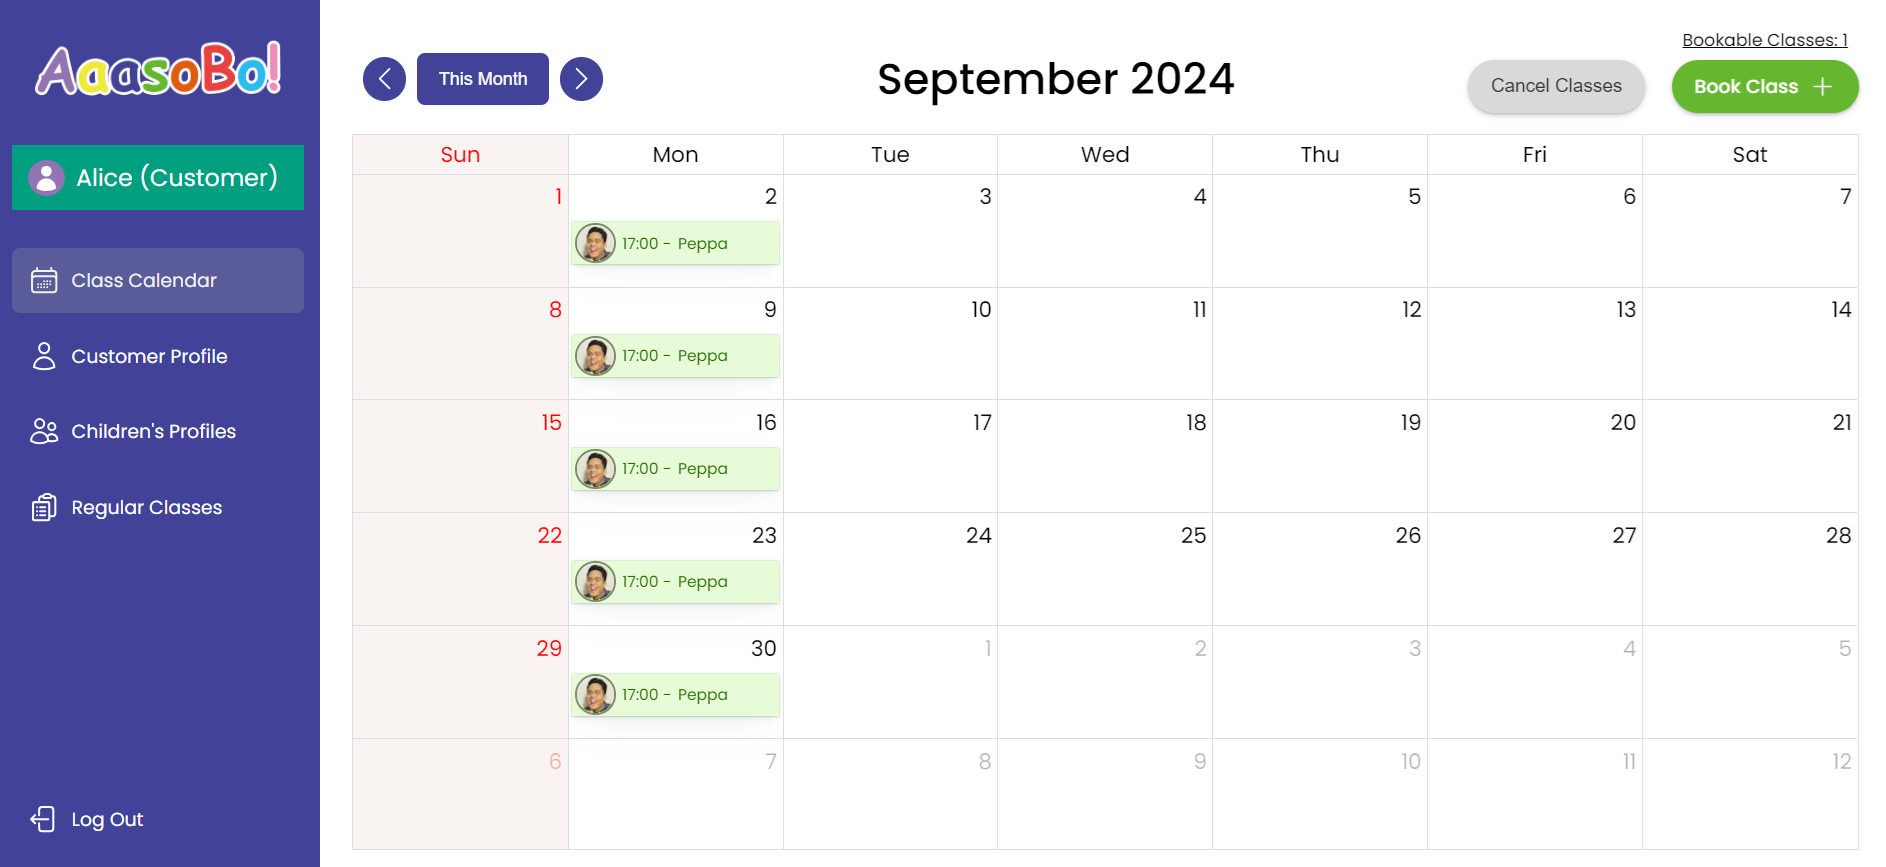 AaasoBo!
Alice (Customer)
Class Calendar
Customer Profile
Children's Profiles
Regular Classes
Log Out
This Month
September 2024
Bookable Classes: 1
Cancel Classes
Book Class
Sun Mon Tue Wed Thu Fri Sat
1 2 3 4 5 6 7
17:00 - Peppa
8 9 10 11 12 13 14
17:00 - Peppa
15 16 17 18 19 20 21
17:00 - Peppa
22 23 24 25 26 27 28
17:00 - Peppa
29 30 1 2 3 4 5
17:00 - Peppa
6 7 8 9 10 11 12